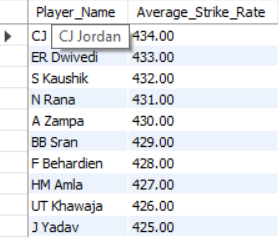 Player_Name Average_Strike_Rate
CJ CJ Jordan 434.00
ER Dwivedi 433.00
S Kaushik 432.00
N Rana 431.00
A Zampa 430.00
BB Sran 429.00
F Behardien 428.00
HM Amla 427.00
UT Khawaja 426.00
J Yadav 425.00